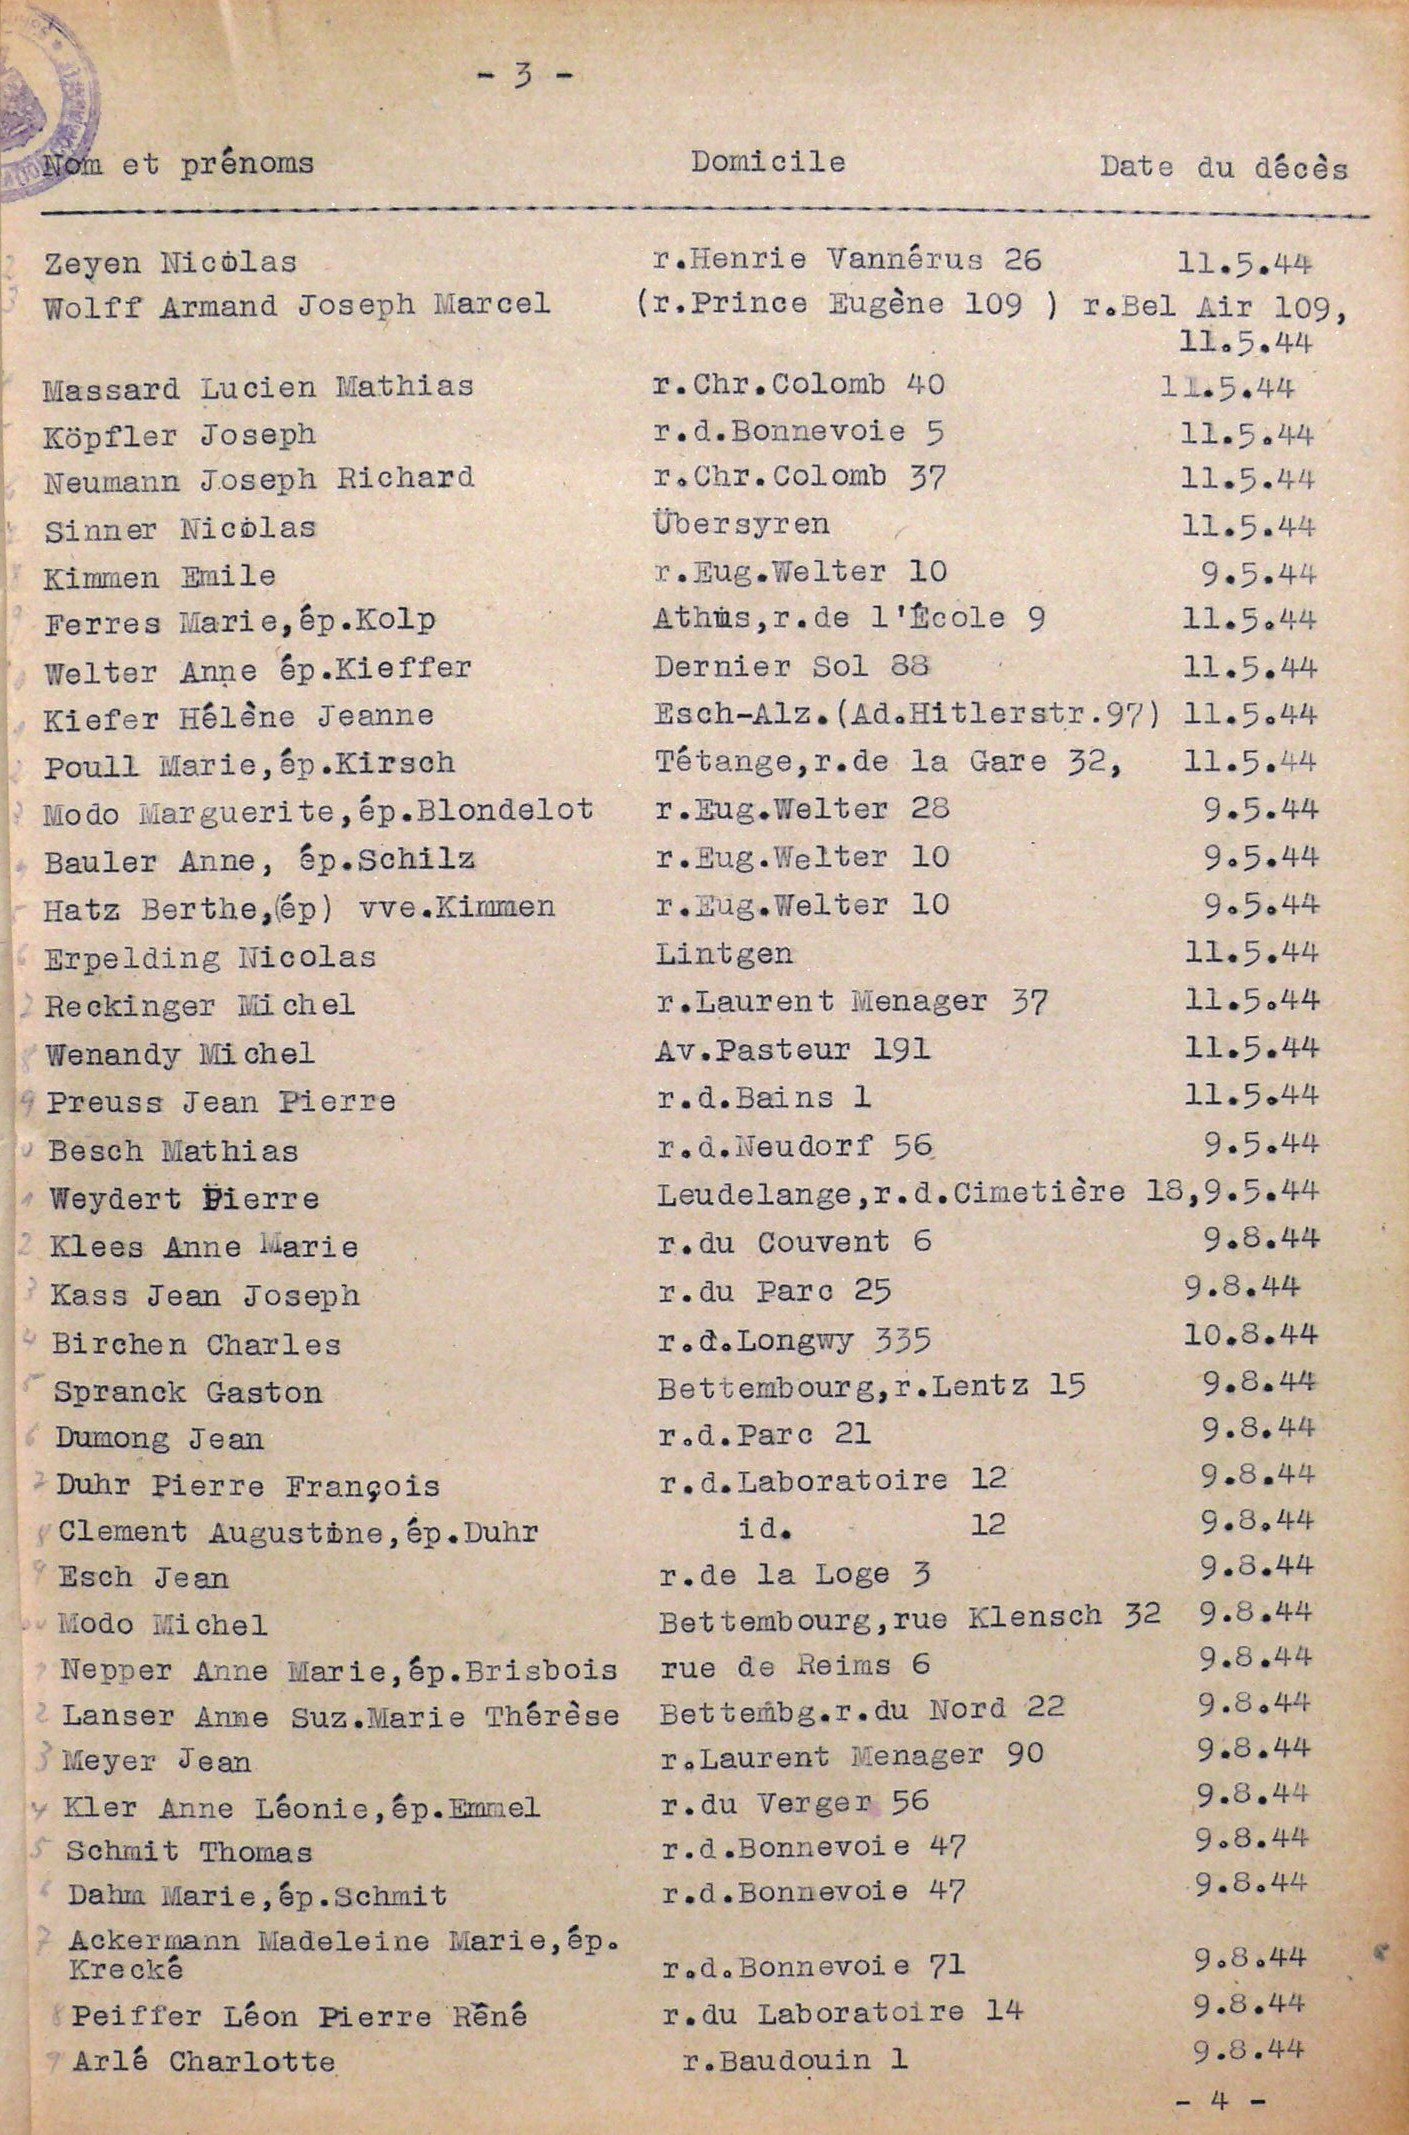 - 3 -
Nom et prénoms Domicile Date du décès
Zeyen Nicolas r.Henrie Vannérus 26 11.5.44
Wolff Armand Joseph Marcel (r.Prince Eugène 109 ) r.Bel Air 109,
11.5.44
Massard Lucien Mathias r.Chr.Colomb 40 11.5.44
Köpfler Joseph r.d.Bonnevoie 5 11.5.44
Neumann Joseph Richard r.Chr.Colomb 37 11.5.44
Sinner Nicolas Übersyren 11.5.44
Kimmen Emile r.Eug.Welter 10 9.5.44
Ferres Marie,ép.Kolp Athus,r.de l'École 9 11.5.44
Welter Anne ép.Kieffer Dernier Sol 88 11.5.44
Kiefer Hélène Jeanne Esch-Alz.(Ad.Hitlerstr.97) 11.5.44
Poull Marie,ép.Kirsch Tétange,r.de la Gare 32, 11.5.44
Modo Marguerite,ép.Blondelot r.Eug.Welter 28 9.5.44
Bauler Anne, ép.Schilz r.Eug.Welter 10 9.5.44
Hatz Berthe,(ép) vve.Kimmen r.Eug.Welter 10 9.5.44
Erpelding Nicolas Lintgen 11.5.44
Reckinger Michel r.Laurent Menager 37 11.5.44
Wenandy Michel Av.Pasteur 191 11.5.44
Preuss Jean Pierre r.d.Bains 1 11.5.44
Besch Mathias r.d.Neudorf 56 9.5.44
Weydert Pierre Leudelange,r.d.Cimetière 18,9.5.44
Klees Anne Marie r.du Couvent 6 9.8.44
Kass Jean Joseph r.du Parc 25 9.8.44
Birchen Charles r.d.Longwy 335 10.8.44
Spranck Gaston Bettembourg,r.Lentz 15 9.8.44
Dumong Jean r.d.Parc 21 9.8.44
Duhr Pierre François r.d.Laboratoire 12 9.8.44
Clement Augustine,ép.Duhr id. 12 9.8.44
Esch Jean r.de la Loge 3 9.8.44
Modo Michel Bettembourg,rue Klensch 32 9.8.44
Nepper Anne Marie,ép.Brisbois rue de Reims 6 9.8.44
Lanser Anne Suz.Marie Thérèse Bettembg.r.du Nord 22 9.8.44
Meyer Jean r.Laurent Menager 90 9.8.44
Kler Anne Léonie,ép.Emmel r.du Verger 56 9.8.44
Schmit Thomas r.d.Bonnevoie 47 9.8.44
Dahm Marie,ép.Schmit r.d.Bonnevoie 47 9.8.44
Ackermann Madeleine Marie,ép.
Krecké r.d.Bonnevoie 71 9.8.44
Peiffer Léon Pierre Réné r.du Laboratoire 14 9.8.44
Arlé Charlotte r.Baudouin 1 9.8.44
- 4 -